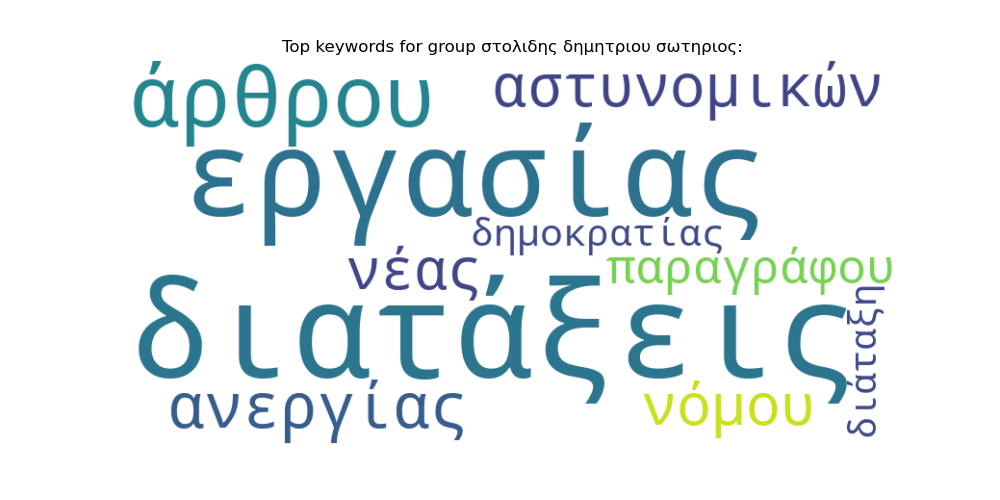 Top keywords for group στολιδης δημητριου σωτηριος:
άρθρου
αστυνομικών
εργασίας
δημοκρατίας
νέας
παραγράφου
διατάξεις
διάταξη
ανεργίας
νόμου